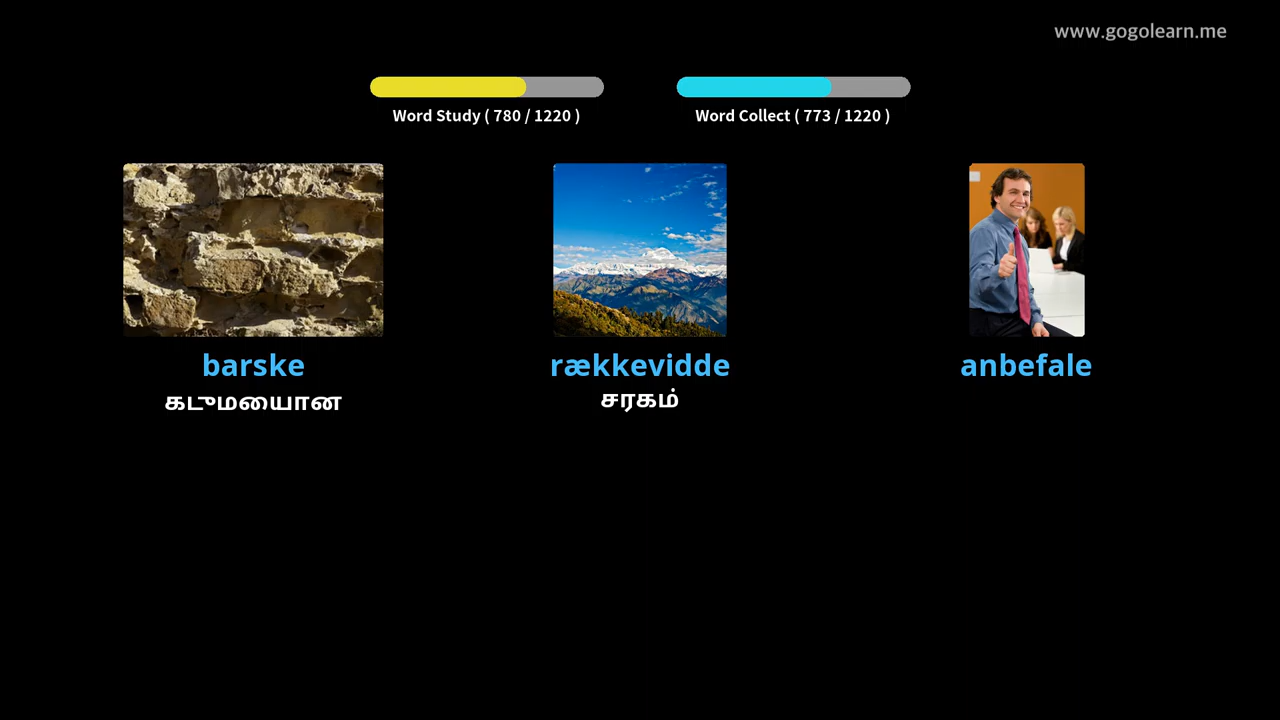 www.gogolearn.me
Word Study ( 780 / 1220 )
Word Collect ( 773 / 1220 )
barske
கடுமையான
rækkevidde
சரகம்
anbefale